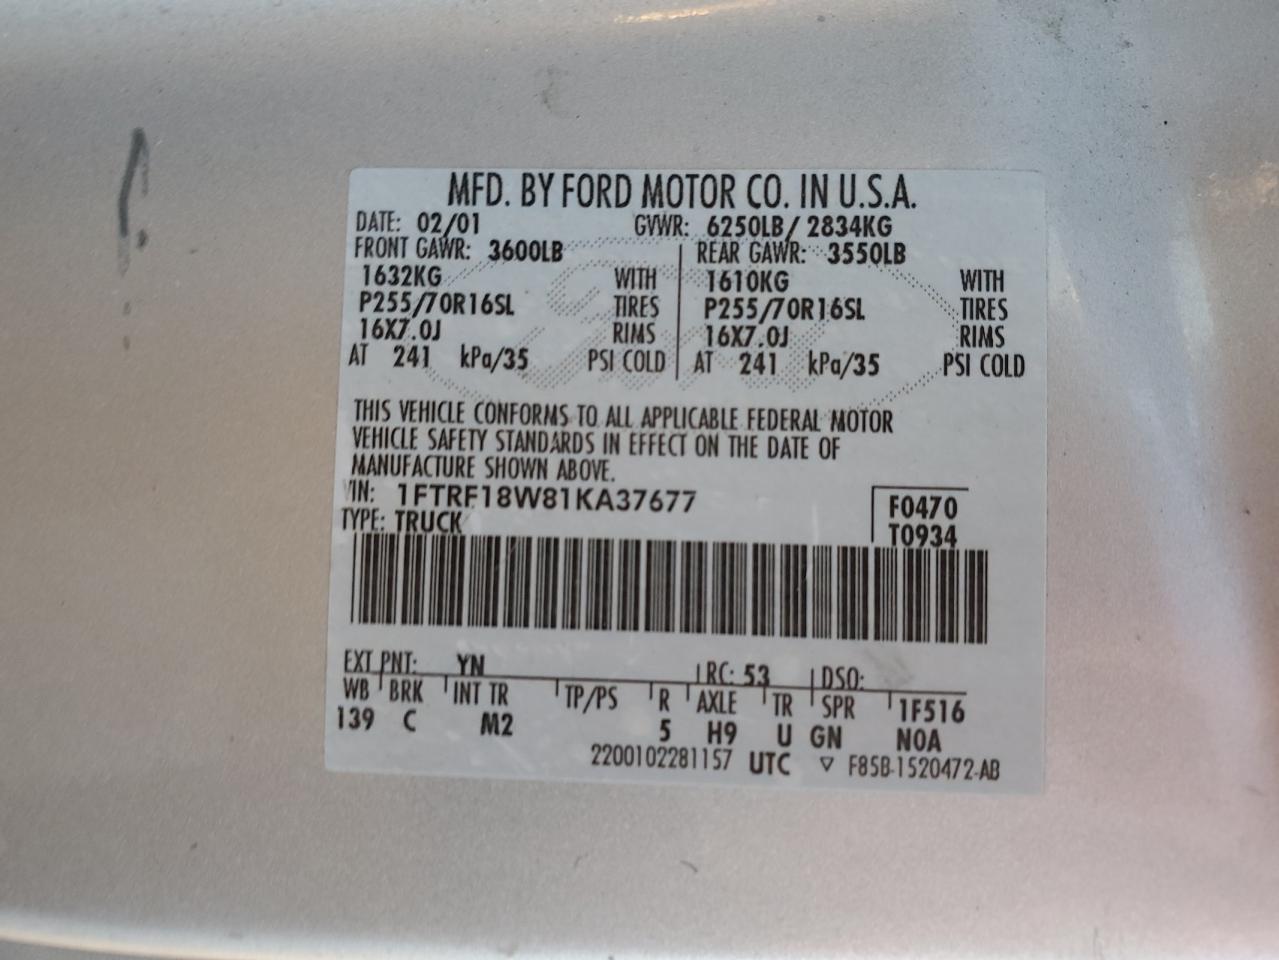 MFD. BY FORD MOTOR CO. IN U.S.A.
DATE: 02/01 GVWR: 6250LB/ 2834KG
FRONT GAWR: 3600LB REAR GAWR: 3550LB
1632KG WITH 1610KG WITH
P255/70R16SL TIRES P255/70R16SL TIRES
16X7.0J RIMS 16X7.0J RIMS
AT 241 kPa/35 PSI COLD AT 241 kPa/35 PSI COLD
THIS VEHICLE CONFORMS TO ALL APPLICABLE FEDERAL MOTOR
VEHICLE SAFETY STANDARDS IN EFFECT ON THE DATE OF
MANUFACTURE SHOWN ABOVE.
VIN: 1FTRF18W81KA37677 F0470
TYPE: TRUCK T0934
EXT PNT: YN RC: 53 DSO:
WB BRK INT TR TP/PS R AXLE TR SPR 1F516
139 C M2 5 H9 U GN N0A
2200102281157 UTC ▽ F85B-1520472-AB